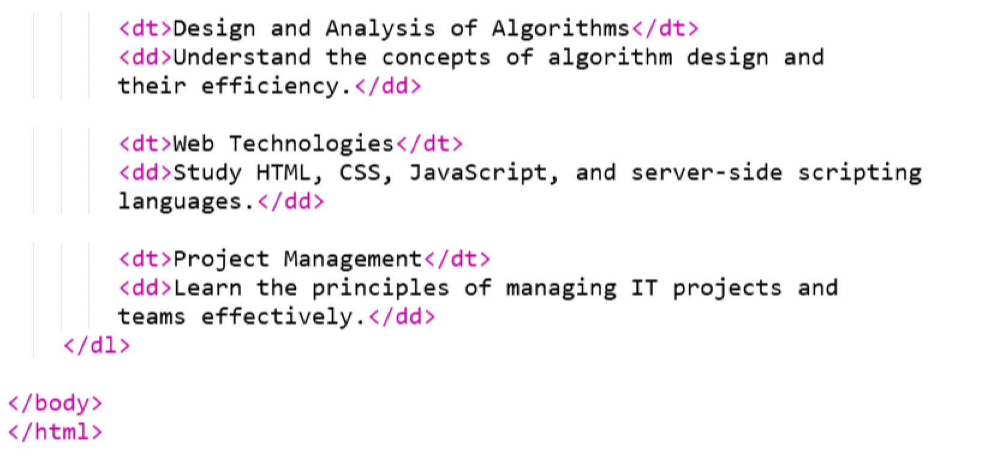 <dt>Design and Analysis of Algorithms</dt>
<dd>Understand the concepts of algorithm design and
their efficiency.</dd>
<dt>Web Technologies</dt>
<dd>Study HTML, CSS, JavaScript, and server-side scripting
languages.</dd>
<dt>Project Management</dt>
<dd>Learn the principles of managing IT projects and
teams effectively.</dd>
</dl>
</body>
</html>